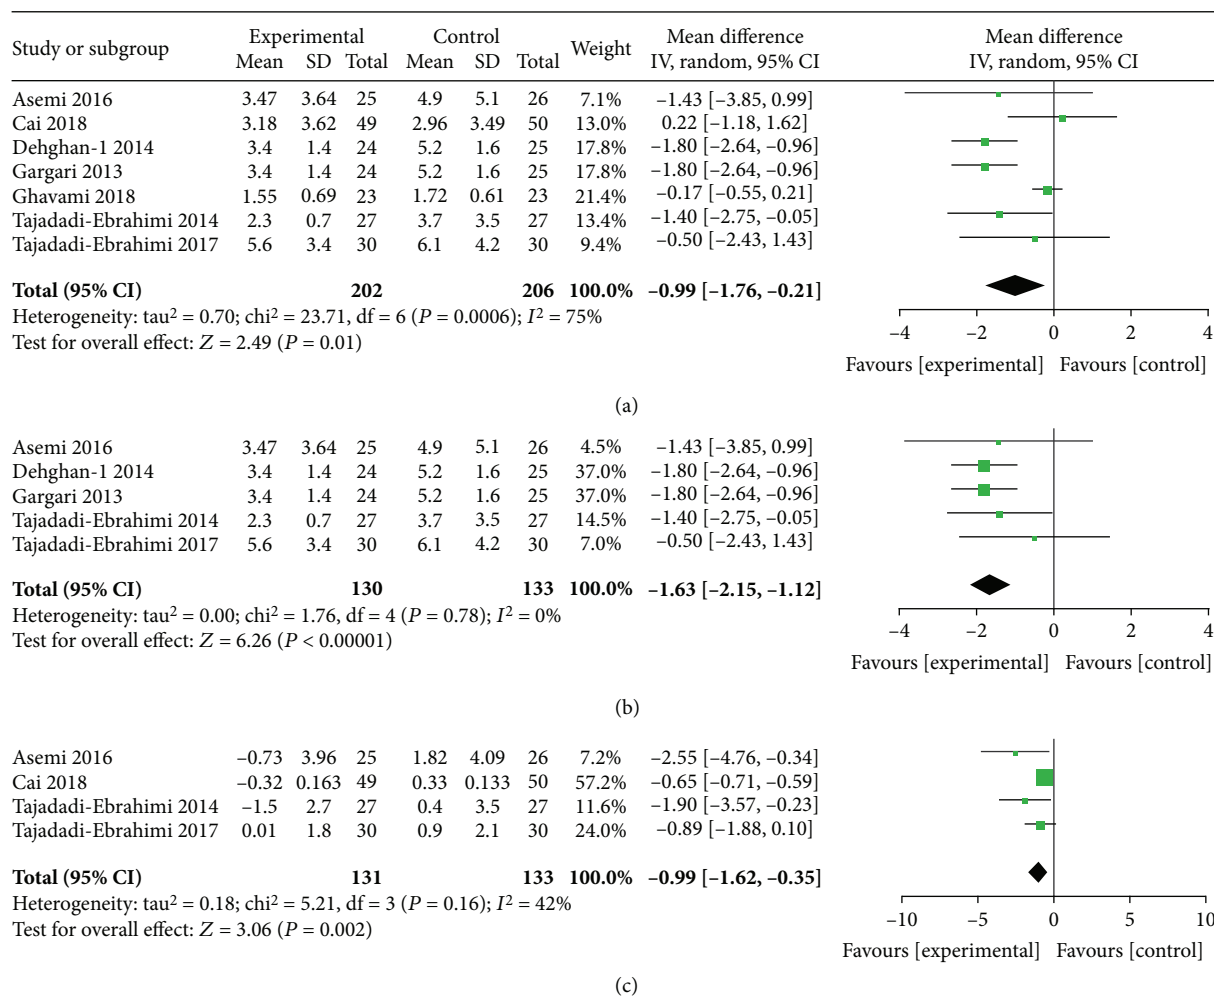 Study or subgroup Experimental Control Weight Mean difference Mean difference
Mean SD Total Mean SD Total IV, random, 95% CI IV, random, 95% CI
Asemi 2016 3.47 3.64 25 4.9 5.1 26 7.1% −1.43 [−3.85, 0.99]
Cai 2018 3.18 3.62 49 2.96 3.49 50 13.0% 0.22 [−1.18, 1.62]
Dehghan-1 2014 3.4 1.4 24 5.2 1.6 25 17.8% −1.80 [−2.64, −0.96]
Gargari 2013 3.4 1.4 24 5.2 1.6 25 17.8% −1.80 [−2.64, −0.96]
Ghavami 2018 1.55 0.69 23 1.72 0.61 23 21.4% −0.17 [−0.55, 0.21]
Tajadadi-Ebrahimi 2014 2.3 0.7 27 3.7 3.5 27 13.4% −1.40 [−2.75, −0.05]
Tajadadi-Ebrahimi 2017 5.6 3.4 30 6.1 4.2 30 9.4% −0.50 [−2.43, 1.43]
Total (95% CI) 202 206 100.0% −0.99 [−1.76, −0.21]
Heterogeneity: tau² = 0.70; chi² = 23.71, df = 6 (P = 0.0006); I² = 75%
Test for overall effect: Z = 2.49 (P = 0.01)
−4 −2 0 2 4
Favours [experimental] Favours [control]
(a)
Asemi 2016 3.47 3.64 25 4.9 5.1 26 4.5% −1.43 [−3.85, 0.99]
Dehghan-1 2014 3.4 1.4 24 5.2 1.6 25 37.0% −1.80 [−2.64, −0.96]
Gargari 2013 3.4 1.4 24 5.2 1.6 25 37.0% −1.80 [−2.64, −0.96]
Tajadadi-Ebrahimi 2014 2.3 0.7 27 3.7 3.5 27 14.5% −1.40 [−2.75, −0.05]
Tajadadi-Ebrahimi 2017 5.6 3.4 30 6.1 4.2 30 7.0% −0.50 [−2.43, 1.43]
Total (95% CI) 130 133 100.0% −1.63 [−2.15, −1.12]
Heterogeneity: tau² = 0.00; chi² = 1.76, df = 4 (P = 0.78); I² = 0%
Test for overall effect: Z = 6.26 (P < 0.00001)
−4 −2 0 2 4
Favours [experimental] Favours [control]
(b)
Asemi 2016 −0.73 3.96 25 1.82 4.09 26 7.2% −2.55 [−4.76, −0.34]
Cai 2018 −0.32 0.163 49 0.33 0.133 50 57.2% −0.65 [−0.71, −0.59]
Tajadadi-Ebrahimi 2014 −1.5 2.7 27 0.4 3.5 27 11.6% −1.90 [−3.57, −0.23]
Tajadadi-Ebrahimi 2017 0.01 1.8 30 0.9 2.1 30 24.0% −0.89 [−1.88, 0.10]
Total (95% CI) 131 133 100.0% −0.99 [−1.62, −0.35]
Heterogeneity: tau² = 0.18; chi² = 5.21, df = 3 (P = 0.16); I² = 42%
Test for overall effect: Z = 3.06 (P = 0.002)
−10 −5 0 5 10
Favours [experimental] Favours [control]
(c)